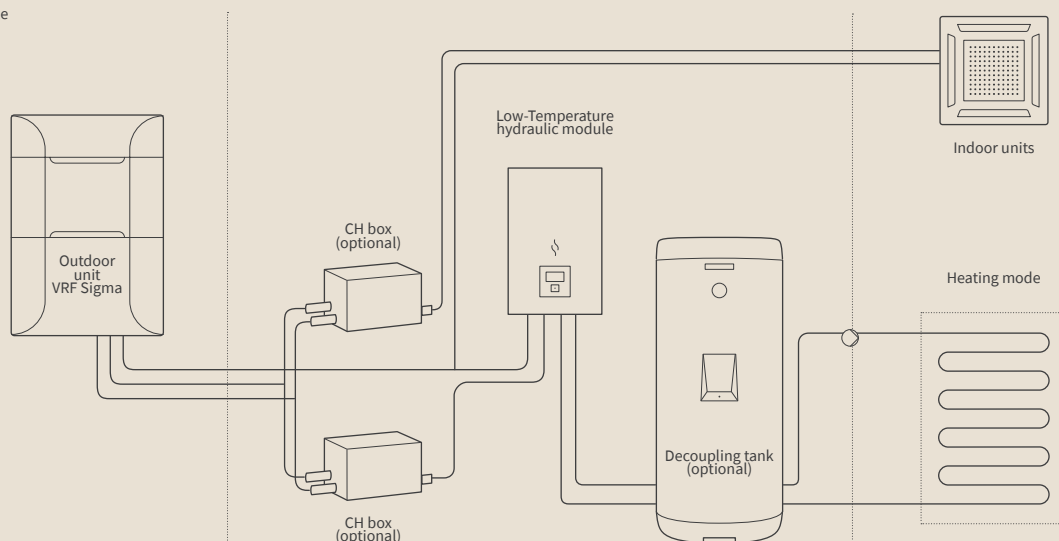 e
Low-Temperature
hydraulic module
Indoor units
CH box
(optional)
Outdoor
unit
VRF Sigma
Heating mode
Decoupling tank
(optional)
CH box
(optional)